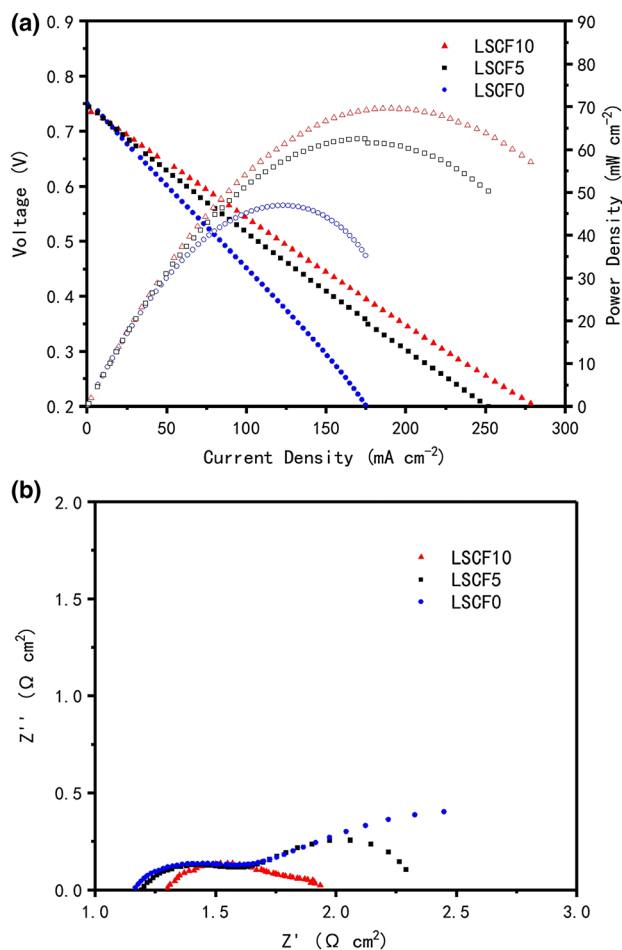 (a)
0.9
0.8
0.7
0.6
0.5
0.4
0.3
0.2
Voltage (V)
LSCF10
LSCF5
LSCF0
90
80
70
60
50
40
30
20
10
0
Power Density (mW cm⁻²)
0 50 100 150 200 250 300
Current Density (mA cm⁻²)
(b)
2.0
1.5
1.0
0.5
0.0
Z'' (Ω cm²)
LSCF10
LSCF5
LSCF0
1.0 1.5 2.0 2.5 3.0
Z' (Ω cm²)